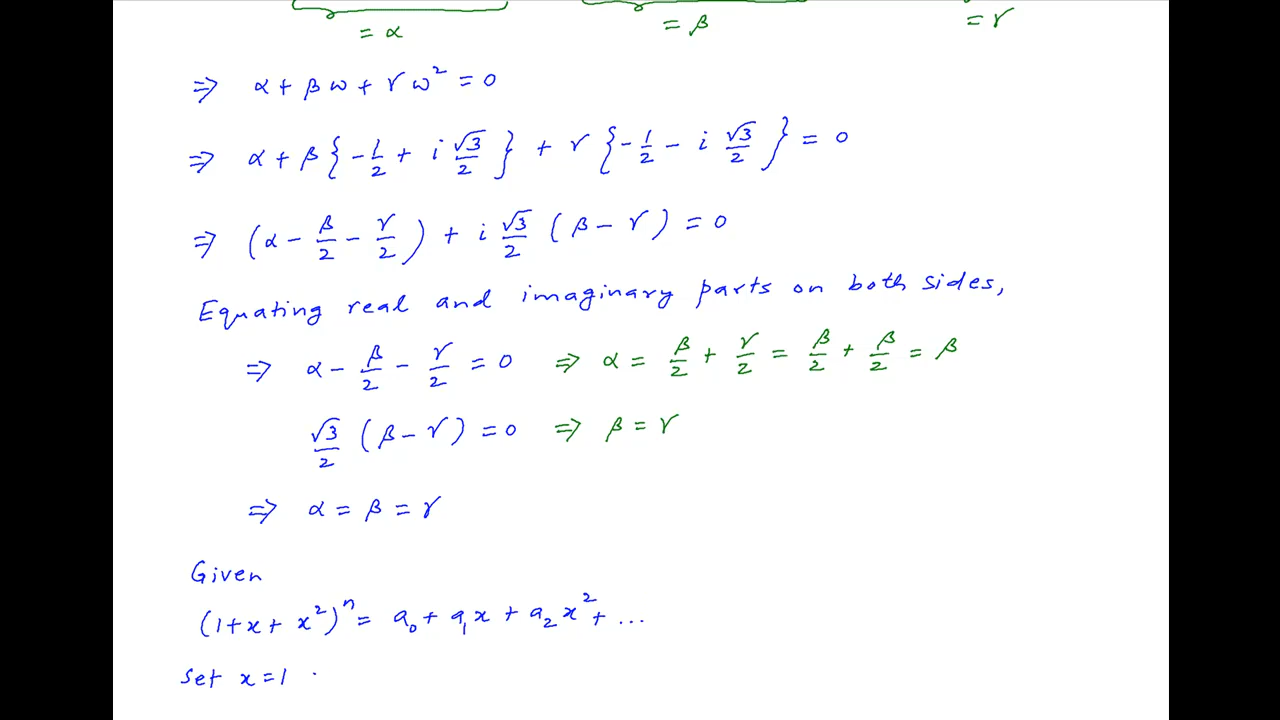 = α = β = γ
⇒ α + βω + γω² = 0
⇒ α + β{-1/2 + i √3/2} + γ{-1/2 - i √3/2} = 0
⇒ (α - β/2 - γ/2) + i √3/2 (β - γ) = 0
Equating real and imaginary parts on both sides,
⇒ α - β/2 - γ/2 = 0 ⇒ α = β/2 + γ/2 = β/2 + β/2 = β
√3/2 (β - γ) = 0 ⇒ β = γ
⇒ α = β = γ
Given
(1+x+x²)ⁿ = a₀ + a₁x + a₂x² + ...
Set x=1